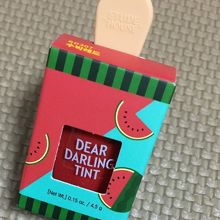 ETUDE
HOUSE
DEAR
DARLING
TINT
[Net wt.] 0.15 oz. / 4.5 g